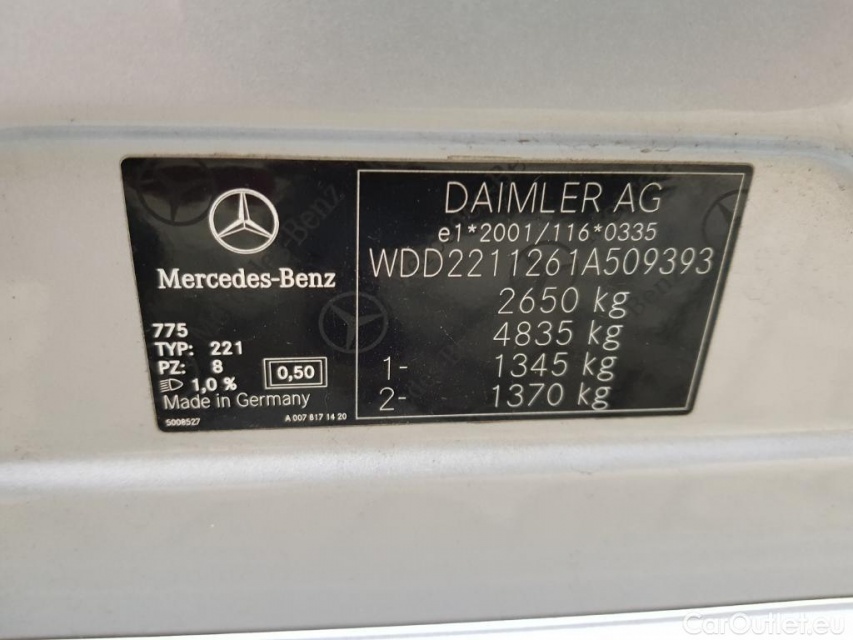 Mercedes-Benz
775
TYP: 221
PZ: 8
1,0 %
0,50
Made in Germany
5008527
A 007 817 14 20
DAIMLER AG
e1*2001/116*0335
WDD2211261A509393
2650 kg
4835 kg
1- 1345 kg
2- 1370 kg
CarOutlet.eu